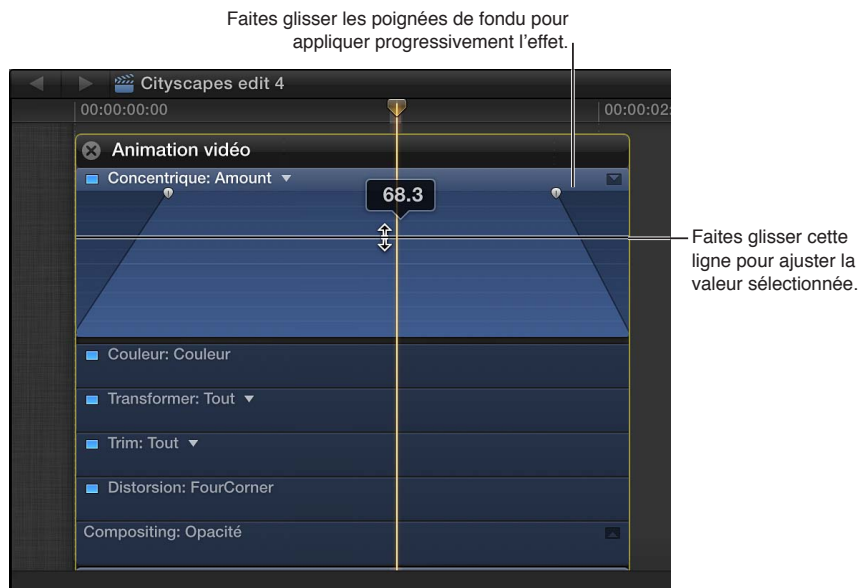 Faites glisser les poignées de fondu pour
appliquer progressivement l’effet.
Cityscapes edit 4
00:00:00:00
00:00:02:
Animation vidéo
Concentrique: Amount
68.3
Faites glisser cette
ligne pour ajuster la
valeur sélectionnée.
Couleur: Couleur
Transformer: Tout
Trim: Tout
Distorsion: FourCorner
Compositing: Opacité